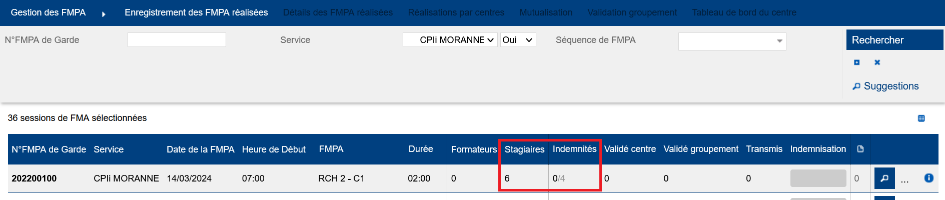 Gestion des FMPA Enregistrement des FMPA réalisées Détails des FMPA réalisées Réalisations par centres Mutualisation Validation groupement Tableau de bord du centre
N°FMPA de Garde Service CPIi MORANNE Oui Séquence de FMPA Rechercher
Suggestions
36 sessions de FMA sélectionnées
N°FMPA de Garde Service Date de la FMPA Heure de Début FMPA Durée Formateurs Stagiaires Indemnités Validé centre Validé groupement Transmis Indemnisation
202200100 CPIi MORANNE 14/03/2024 07:00 RCH 2 - C1 02:00 0 6 0/4 0 0 0 0 ...